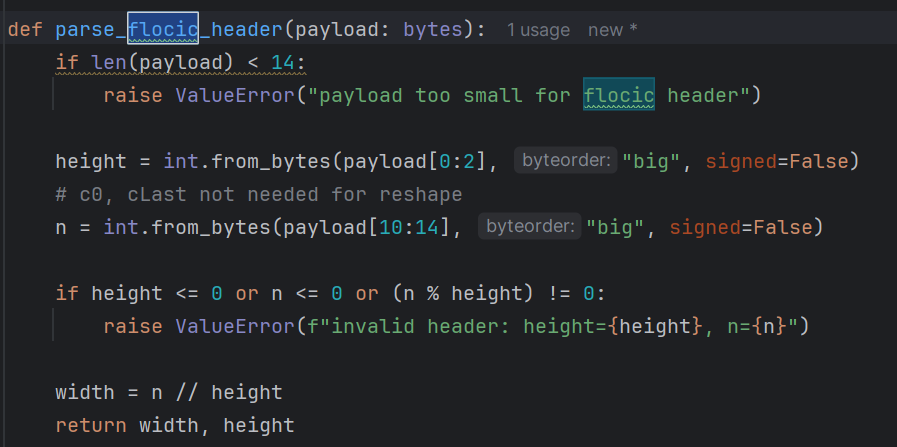 def parse_flocic_header(payload: bytes): 1 usage new *
    if len(payload) < 14:
        raise ValueError("payload too small for flocic header")
    height = int.from_bytes(payload[0:2], byteorder: "big", signed=False)
    # c0, cLast not needed for reshape
    n = int.from_bytes(payload[10:14], byteorder: "big", signed=False)
    if height <= 0 or n <= 0 or (n % height) != 0:
        raise ValueError(f"invalid header: height={height}, n={n}")
    width = n // height
    return width, height